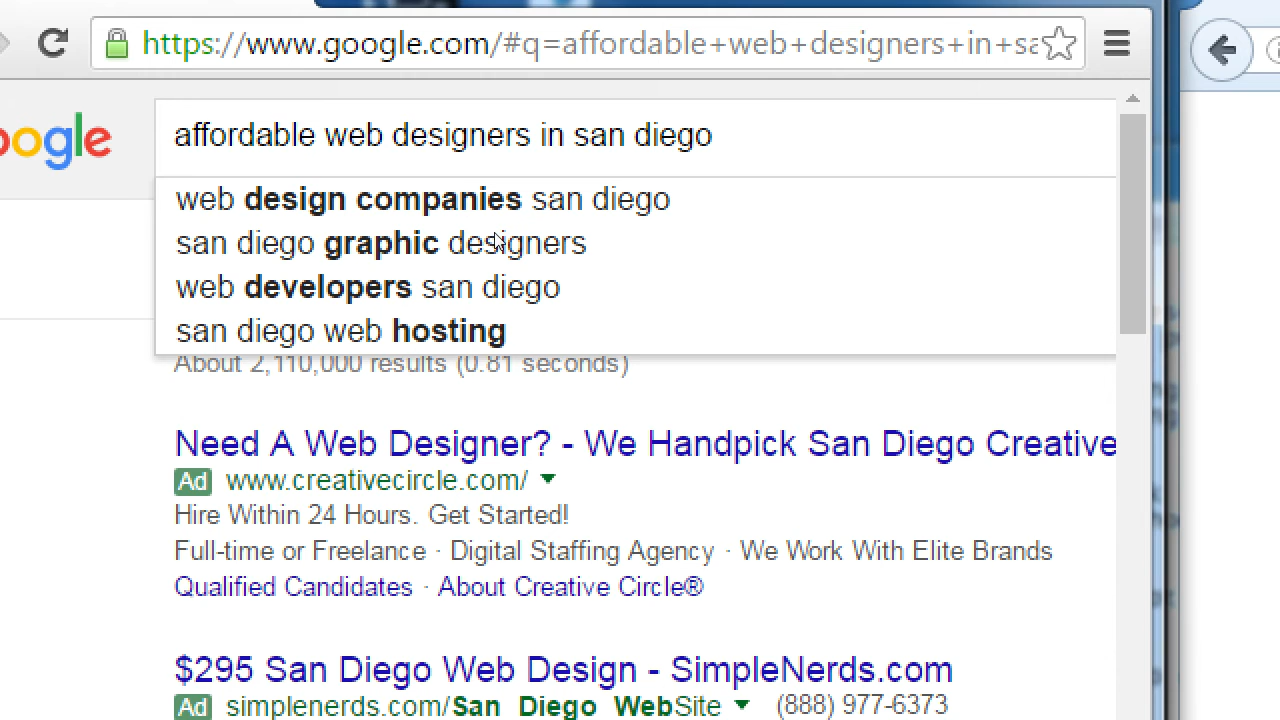 https://www.google.com/#q=affordable+web+designers+in+sa
oogle
affordable web designers in san diego
web design companies san diego
san diego graphic designers
web developers san diego
san diego web hosting
About 2,110,000 results (0.81 seconds)
Need A Web Designer? - We Handpick San Diego Creative
Ad www.creativecircle.com/
Hire Within 24 Hours. Get Started!
Full-time or Freelance · Digital Staffing Agency · We Work With Elite Brands
Qualified Candidates · About Creative Circle®
$295 San Diego Web Design - SimpleNerds.com
Ad simplenerds.com/San_Diego_WebSite (888) 977-6373